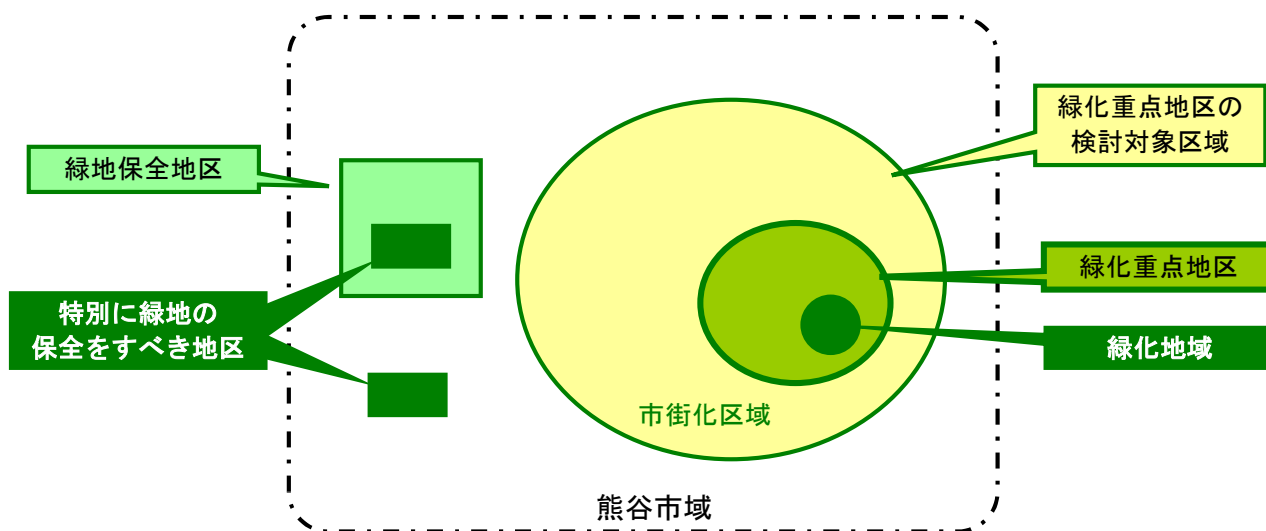 緑化重点地区の
検討対象区域
緑地保全地区
緑化重点地区
特別に緑地の
保全をすべき地区
緑化地域
市街化区域
熊谷市域